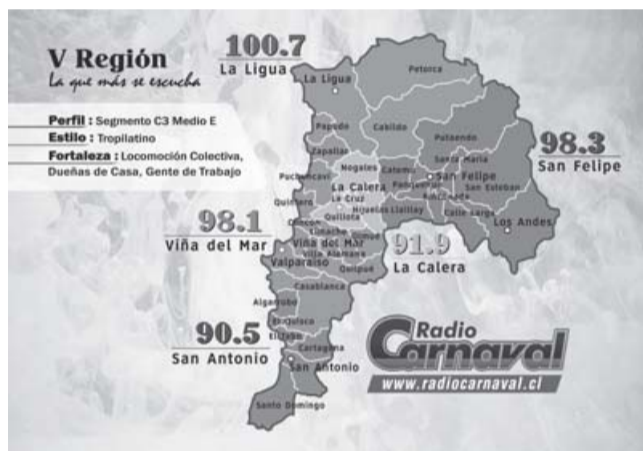 V Región
La que más se escucha
Perfil : Segmento C3 Medio E
Estilo : Tropilatino
Fortaleza : Locomoción Colectiva,
Dueñas de Casa, Gente de Trabajo
100.7
La Ligua
La Ligua
Petorca
Papudo
Cabildo
Zapallar
Putaendo
98.3
San Felipe
Santa María
Nogales
Catemu
San Felipe
Puchuncaví
La Calera
Panquehue
San Esteban
Rinconada
Quintero
La Cruz
Hijuelas
Llaillay
Calle Larga
Los Andes
98.1
Viña del Mar
Concón
Quillota
Limache
Olmué
Viña del Mar
91.9
La Calera
Villa Alemana
Valparaíso
Quilpué
Casablanca
Algarrobo
90.5
San Antonio
El Quisco
El Tabo
Cartagena
San Antonio
Santo Domingo
Radio
Carnaval
www.radiocarnaval.cl